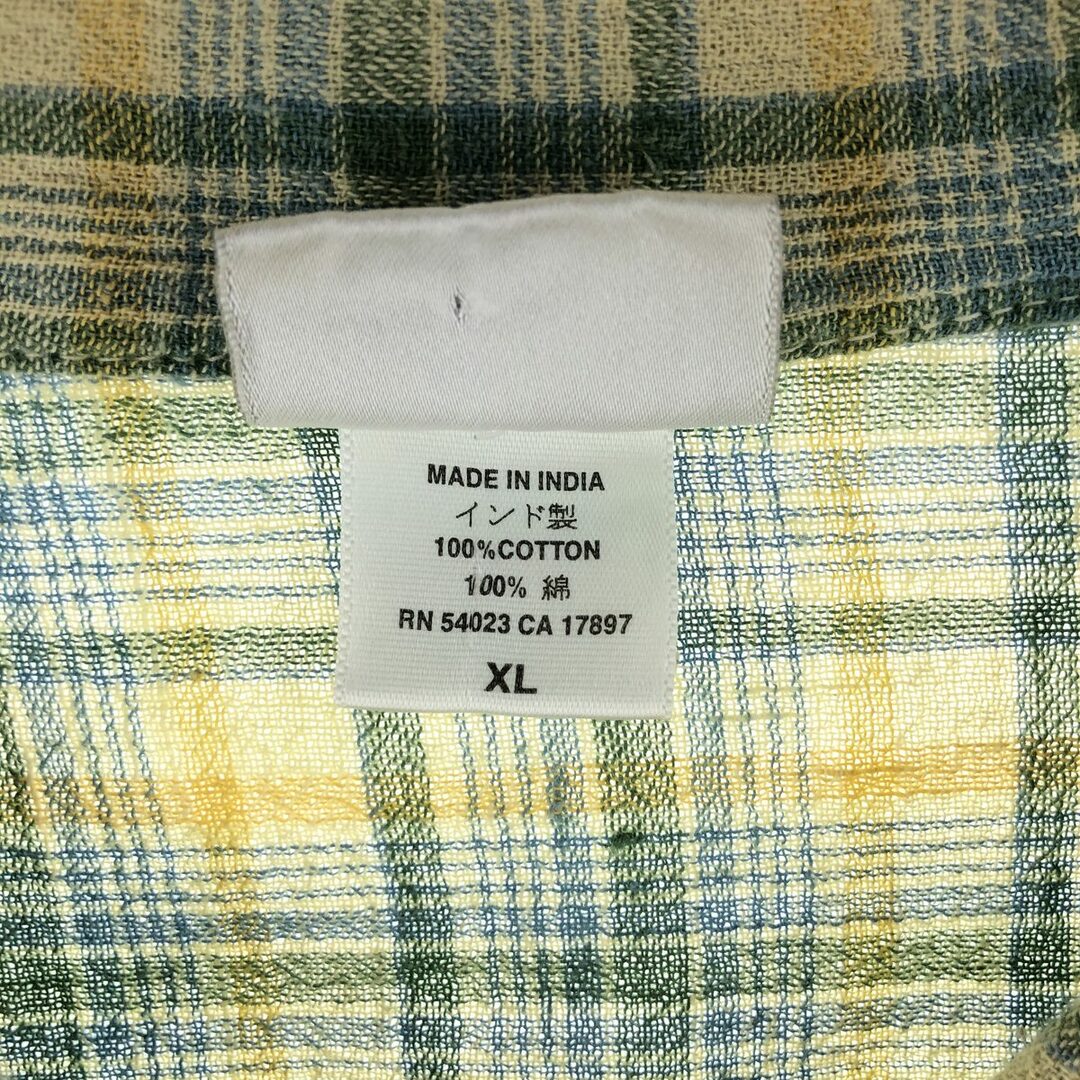 MADE IN INDIA
インド製
100%COTTON
100% 綿
RN 54023 CA 17897
XL